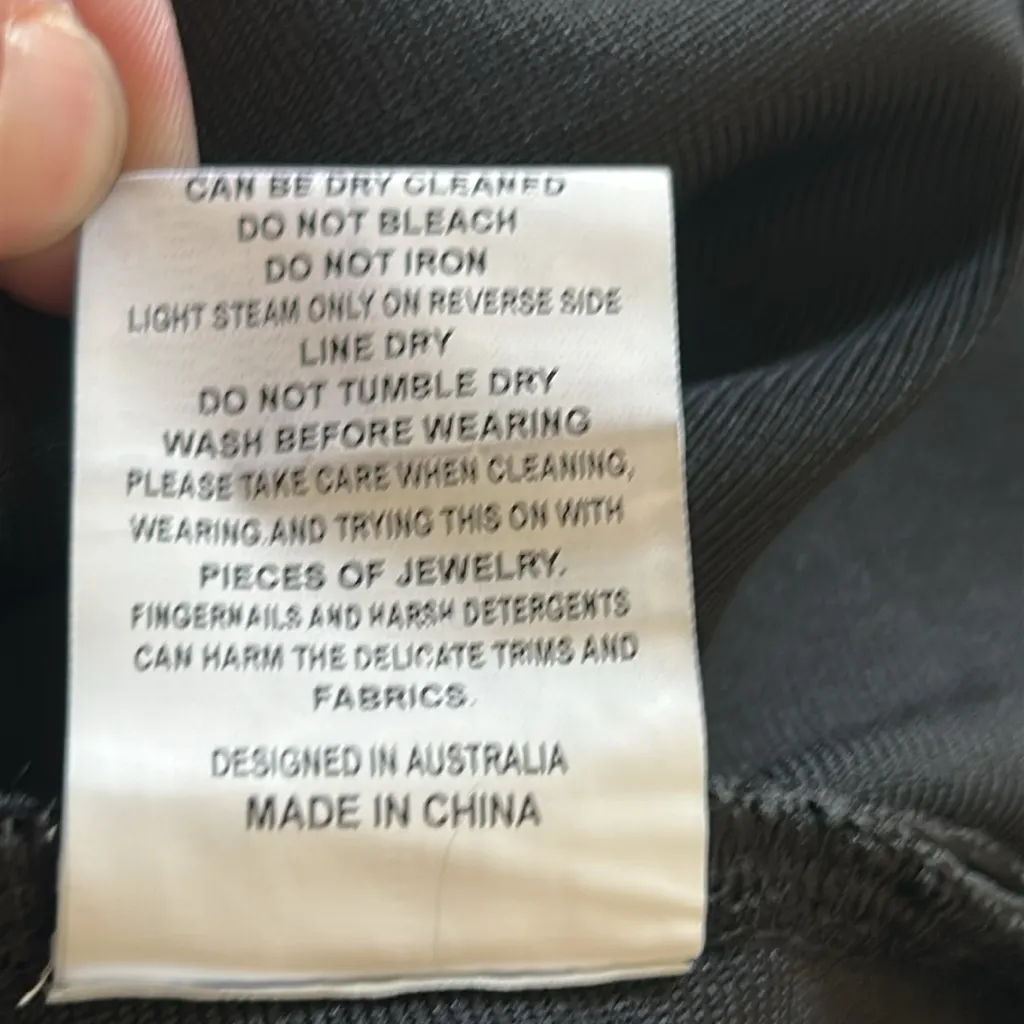 CAN BE DRY CLEANED
DO NOT BLEACH
DO NOT IRON
LIGHT STEAM ONLY ON REVERSE SIDE
LINE DRY
DO NOT TUMBLE DRY
WASH BEFORE WEARING
PLEASE TAKE CARE WHEN CLEANING,
WEARING AND TRYING THIS ON WITH
PIECES OF JEWELRY.
FINGERNAILS AND HARSH DETERGENTS
CAN HARM THE DELICATE TRIMS AND
FABRICS.
DESIGNED IN AUSTRALIA
MADE IN CHINA